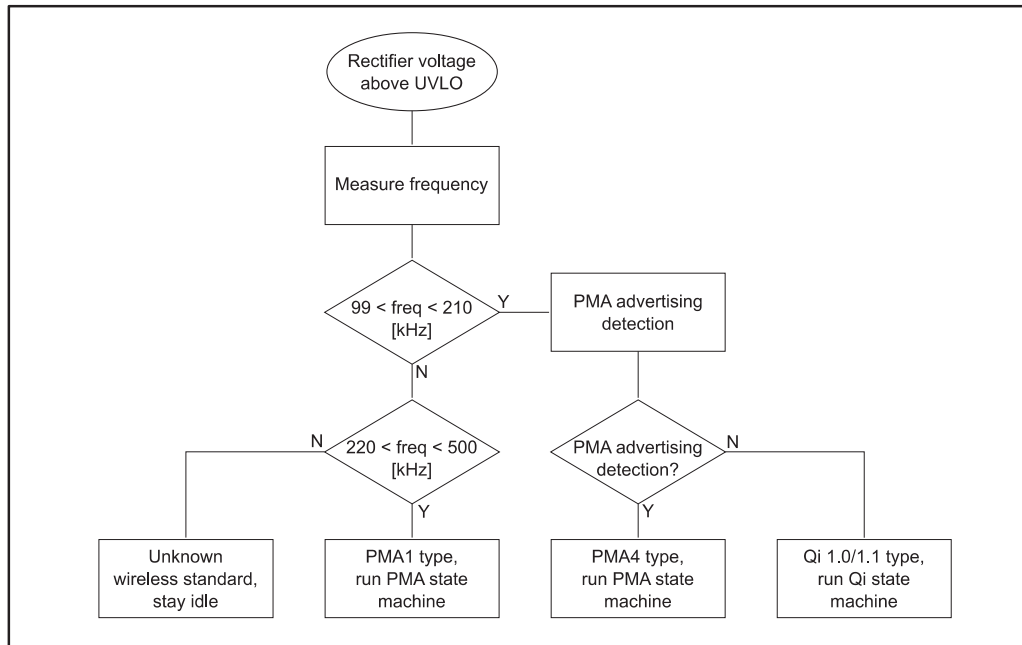 Rectifier voltage
above UVLO
Measure frequency
99 < freq < 210
[kHz]
Y
PMA advertising
detection
N
220 < freq < 500
[kHz]
N
Y
PMA advertising
detection?
N
Y
Unknown
wireless standard,
stay idle
PMA1 type,
run PMA state
machine
PMA4 type,
run PMA state
machine
Qi 1.0/1.1 type,
run Qi state
machine